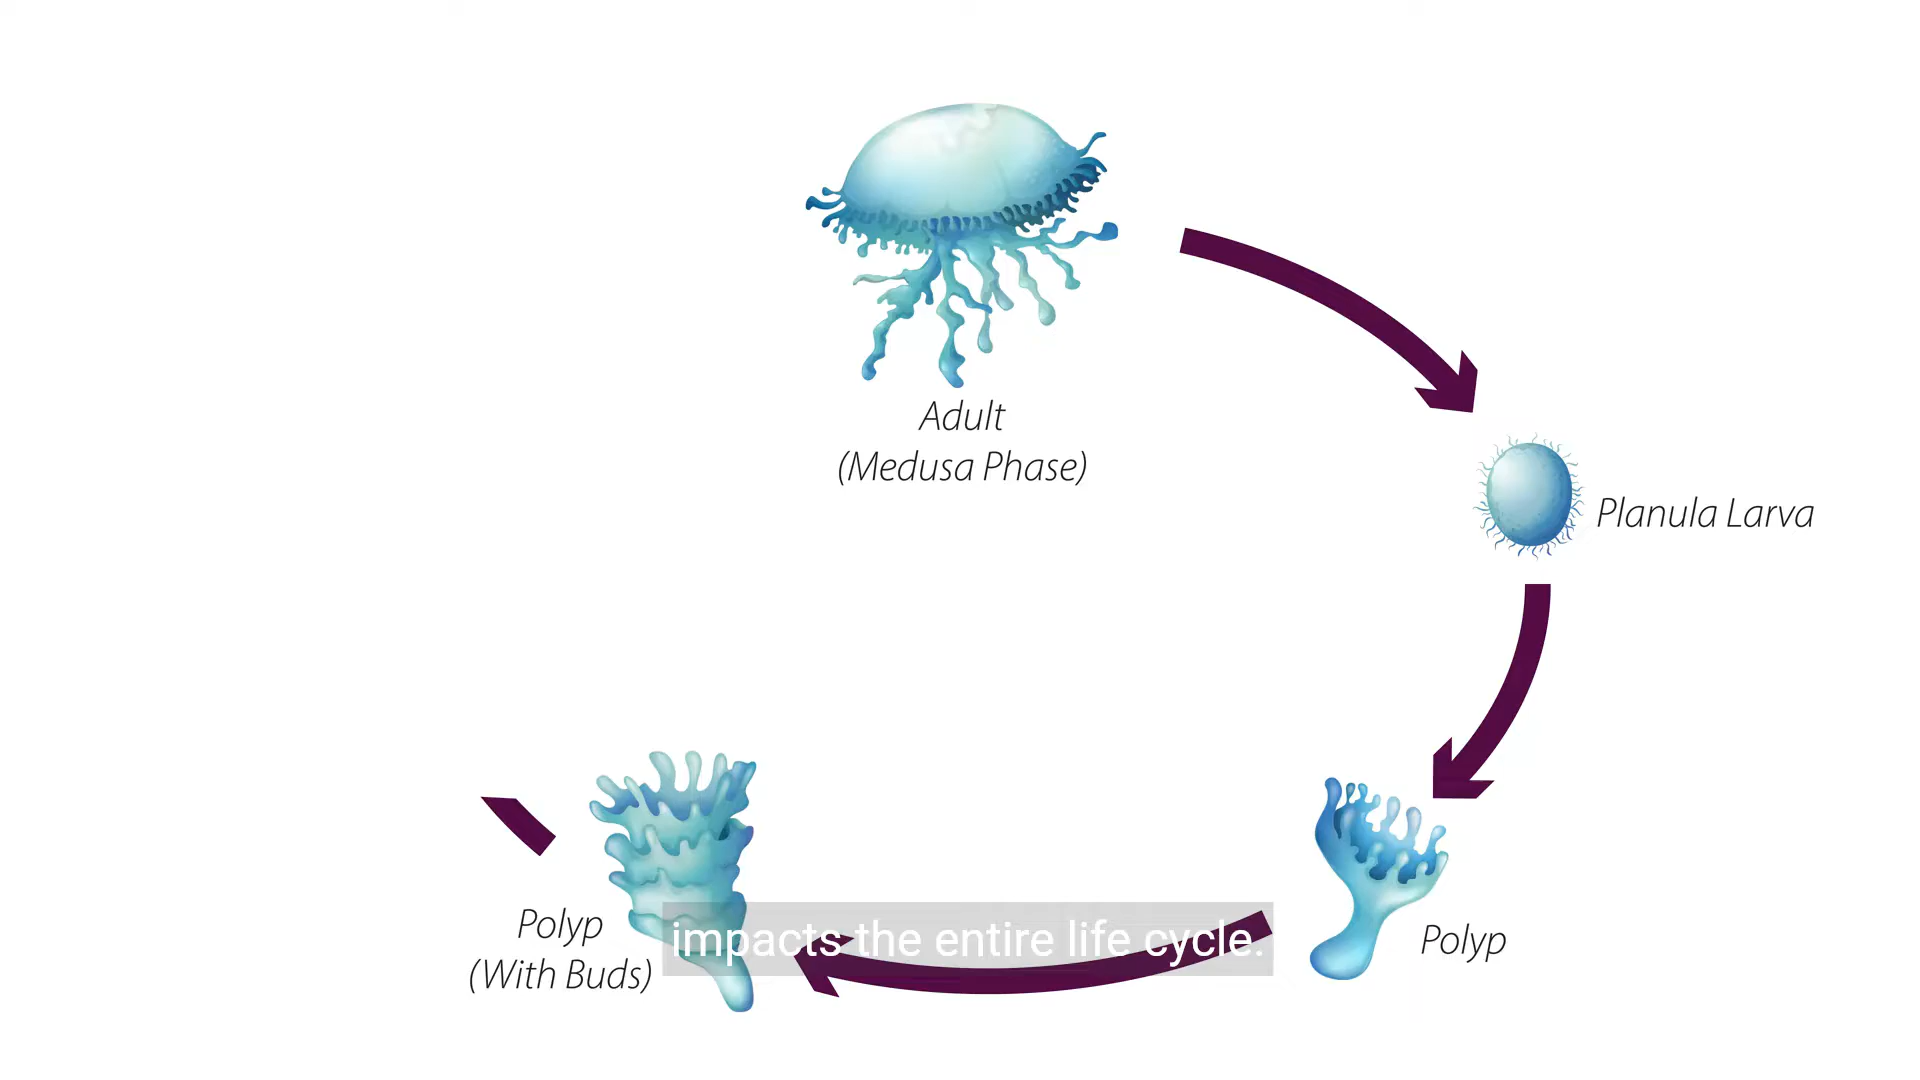 Adult
(Medusa Phase)
Planula Larva
Polyp
Polyp
(With Buds)
impacts the entire life cycle.